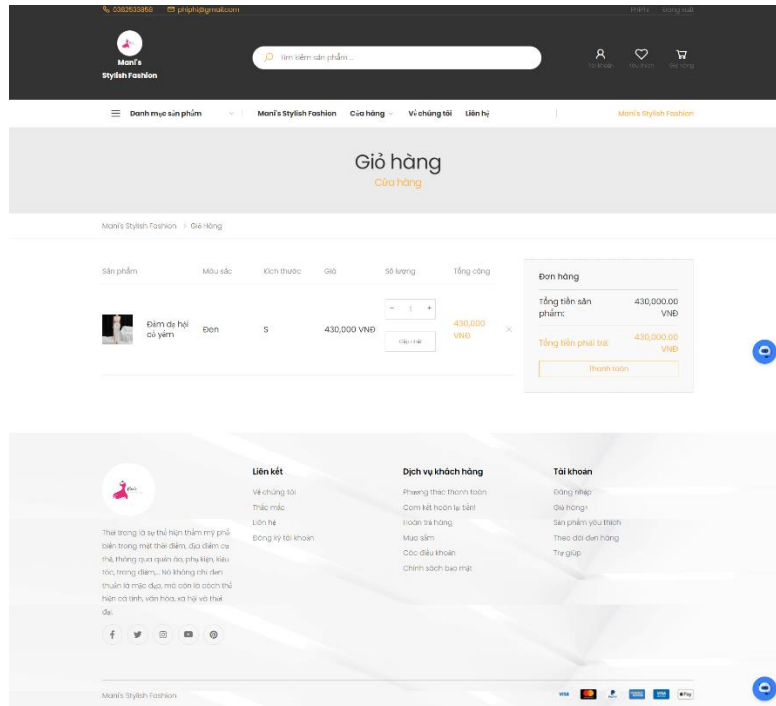 0382533858 phiphi@gmail.com PhiPhi Đăng xuất
Mani's
Stylish Fashion
Tìm kiếm sản phẩm ...
Tài khoản Yêu thích Giỏ hàng
Danh mục sản phẩm Mani's Stylish Fashion Cửa hàng Về chúng tôi Liên hệ Mani's Stylish Fashion
Giỏ hàng
Cửa hàng
Mani's Stylish Fashion > Giỏ Hàng
Sản phẩm Màu sắc Kích thước Giá Số lượng Tổng cộng
Đầm dạ hội
cổ yếm
Đen S 430,000 VNĐ
- 1 +
Cập nhật
430,000
VNĐ
×
Đơn hàng
Tổng tiền sản
phẩm:
430,000.00
VNĐ
Tổng tiền phải trả:
430,000.00
VNĐ
Thanh toán
Thời trang là sự thể hiện thẩm mỹ phổ
biến trong một thời điểm, địa điểm cụ
thể, thông qua quần áo, phụ kiện, kiểu
tóc, trang điểm,... Nó không chỉ đơn
thuần là mặc đẹp, mà còn là cách thể
hiện cá tính, văn hóa, xã hội và thời
đại.
Liên kết
Về chúng tôi
Thắc mắc
Liên hệ
Đăng ký tài khoản
Dịch vụ khách hàng
Phương thức thanh toán
Cam kết hoàn lại tiền!
Hoàn trả hàng
Mua sắm
Các điều khoản
Chính sách bảo mật
Tài khoản
Đăng nhập
Giỏ hàng>
Sản phẩm yêu thích
Theo dõi đơn hàng
Trợ giúp
Mani's Stylish Fashion
VISA Pay